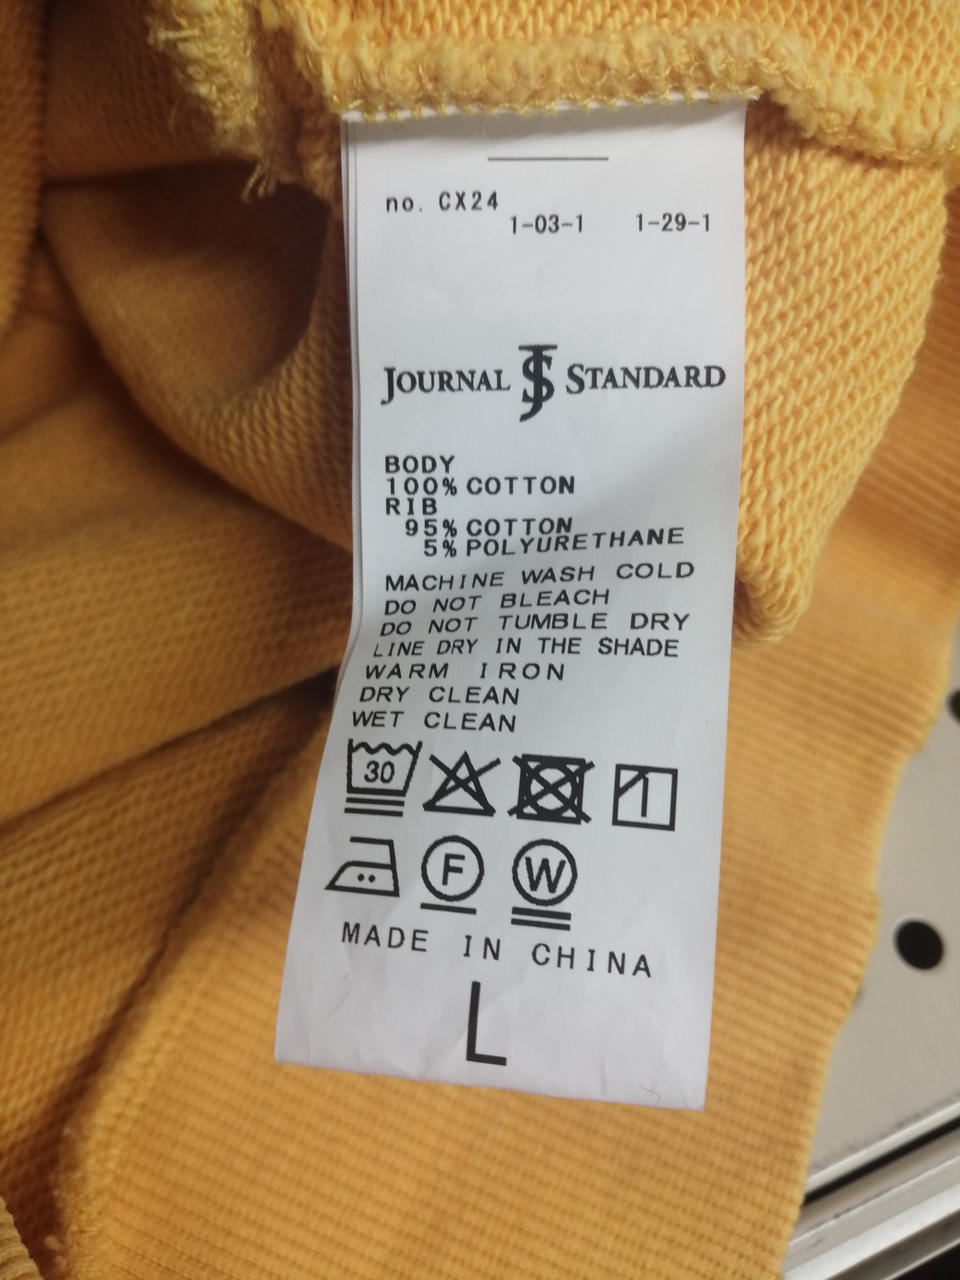 no. CX24
1-03-1 1-29-1
JOURNAL JS STANDARD
BODY
100% COTTON
RIB
95% COTTON
5% POLYURETHANE
MACHINE WASH COLD
DO NOT BLEACH
DO NOT TUMBLE DRY
LINE DRY IN THE SHADE
WARM IRON
DRY CLEAN
WET CLEAN
30
F W
MADE IN CHINA
L